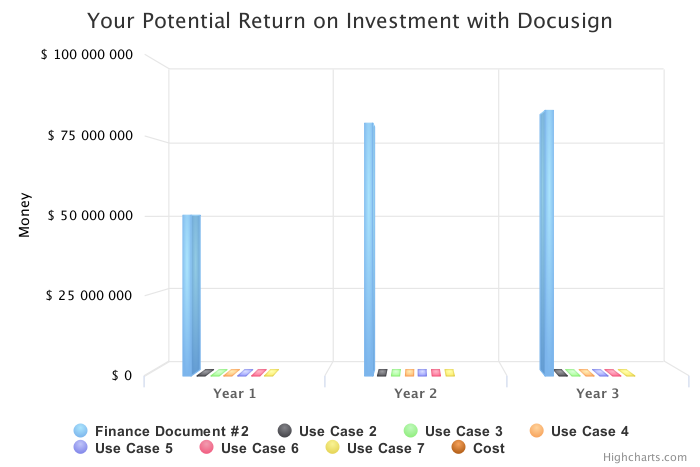 Your Potential Return on Investment with Docusign
$ 100 000 000
$ 75 000 000
$ 50 000 000
$ 25 000 000
$ 0
Money
Year 1
Year 2
Year 3
Finance Document #2
Use Case 2
Use Case 3
Use Case 4
Use Case 5
Use Case 6
Use Case 7
Cost
Highcharts.com